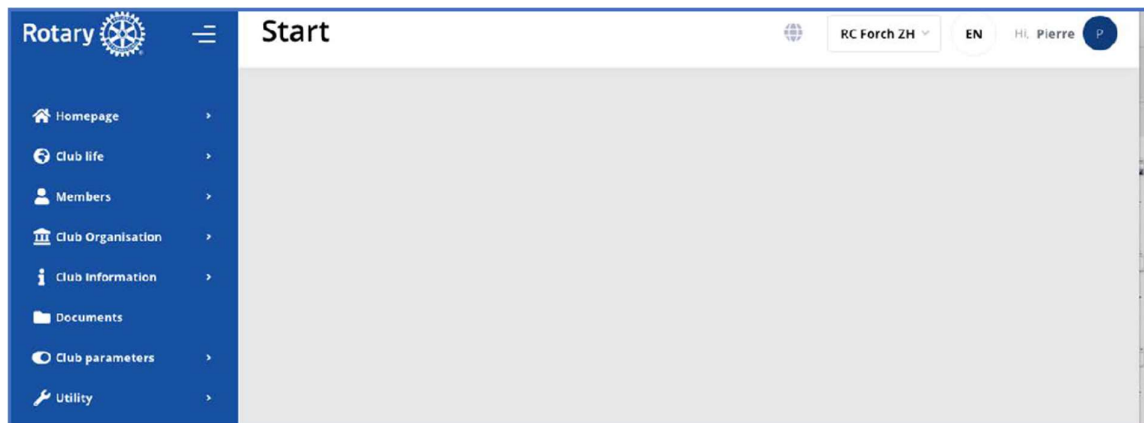 Rotary
Start
RC Forch ZH
EN
Hi, Pierre
P
Homepage
Club life
Members
Club Organisation
Club Information
Documents
Club parameters
Utility